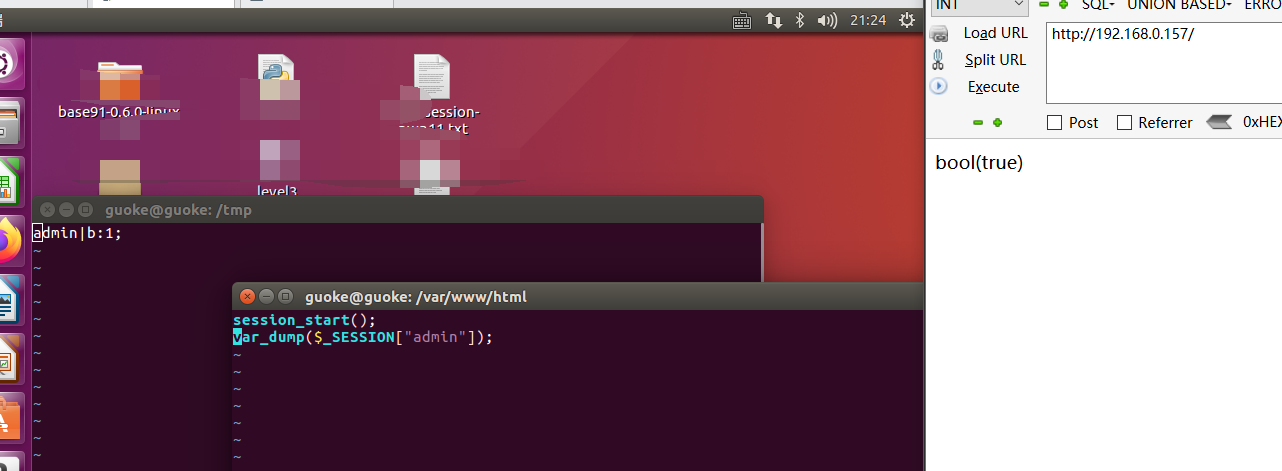 21:24
base91-0.6.0-linux
session-
level3
guoke@guoke: /tmp
admin|b:1;
~
~
~
~
~
~
~
~
~
~
~
~
~
guoke@guoke: /var/www/html
session_start();
var_dump($_SESSION["admin"]);
~
~
~
~
~
~
~
INT
SQL
UNION BASED
ERRO
Load URL
http://192.168.0.157/
Split URL
Execute
Post
Referrer
0xHEX
bool(true)